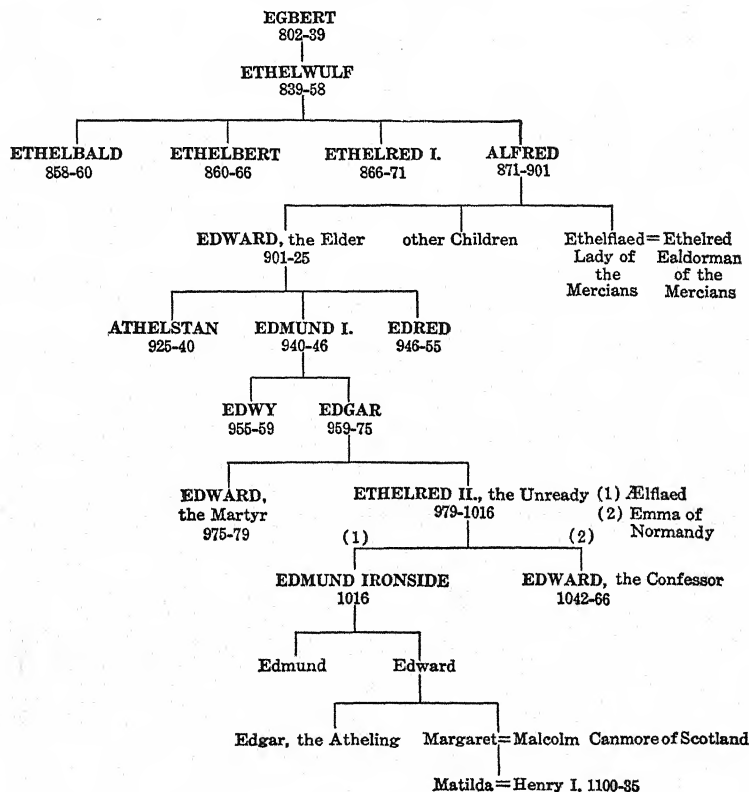 EGBERT
802-39
ETHELWULF
839-58
ETHELBALD ETHELBERT ETHELRED I. ALFRED
858-60 860-66 866-71 871-901
EDWARD, the Elder other Children Ethelflaed = Ethelred
901-25 Lady of Ealdorman
the of the
Mercians Mercians
ATHELSTAN EDMUND I. EDRED
925-40 940-46 946-55
EDWY EDGAR
955-59 959-75
EDWARD, ETHELRED II., the Unready (1) Ælflaed
the Martyr 979-1016 (2) Emma of
975-79 Normandy
(1) (2)
EDMUND IRONSIDE EDWARD, the Confessor
1016 1042-66
Edmund Edward
Edgar, the Atheling Margaret = Malcolm Canmore of Scotland
Matilda = Henry I, 1100-35